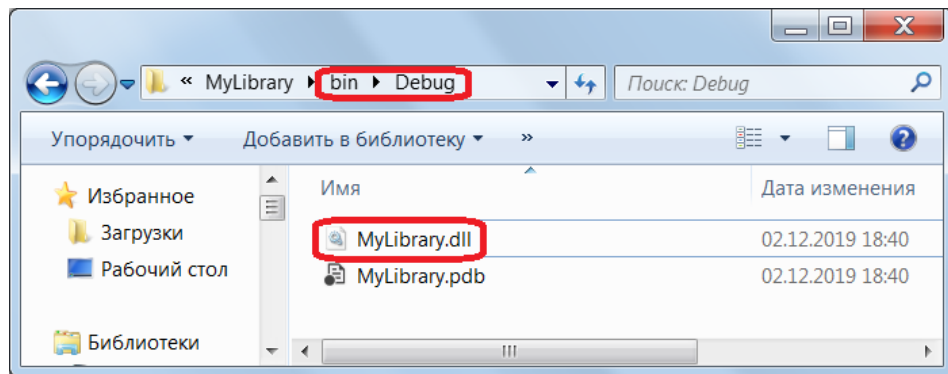 « MyLibrary ▸ bin ▸ Debug
Поиск: Debug
Упорядочить ▾ Добавить в библиотеку ▾ »
Имя Дата изменения
Избранное
Загрузки
Рабочий стол
Библиотеки
MyLibrary.dll 02.12.2019 18:40
MyLibrary.pdb 02.12.2019 18:40